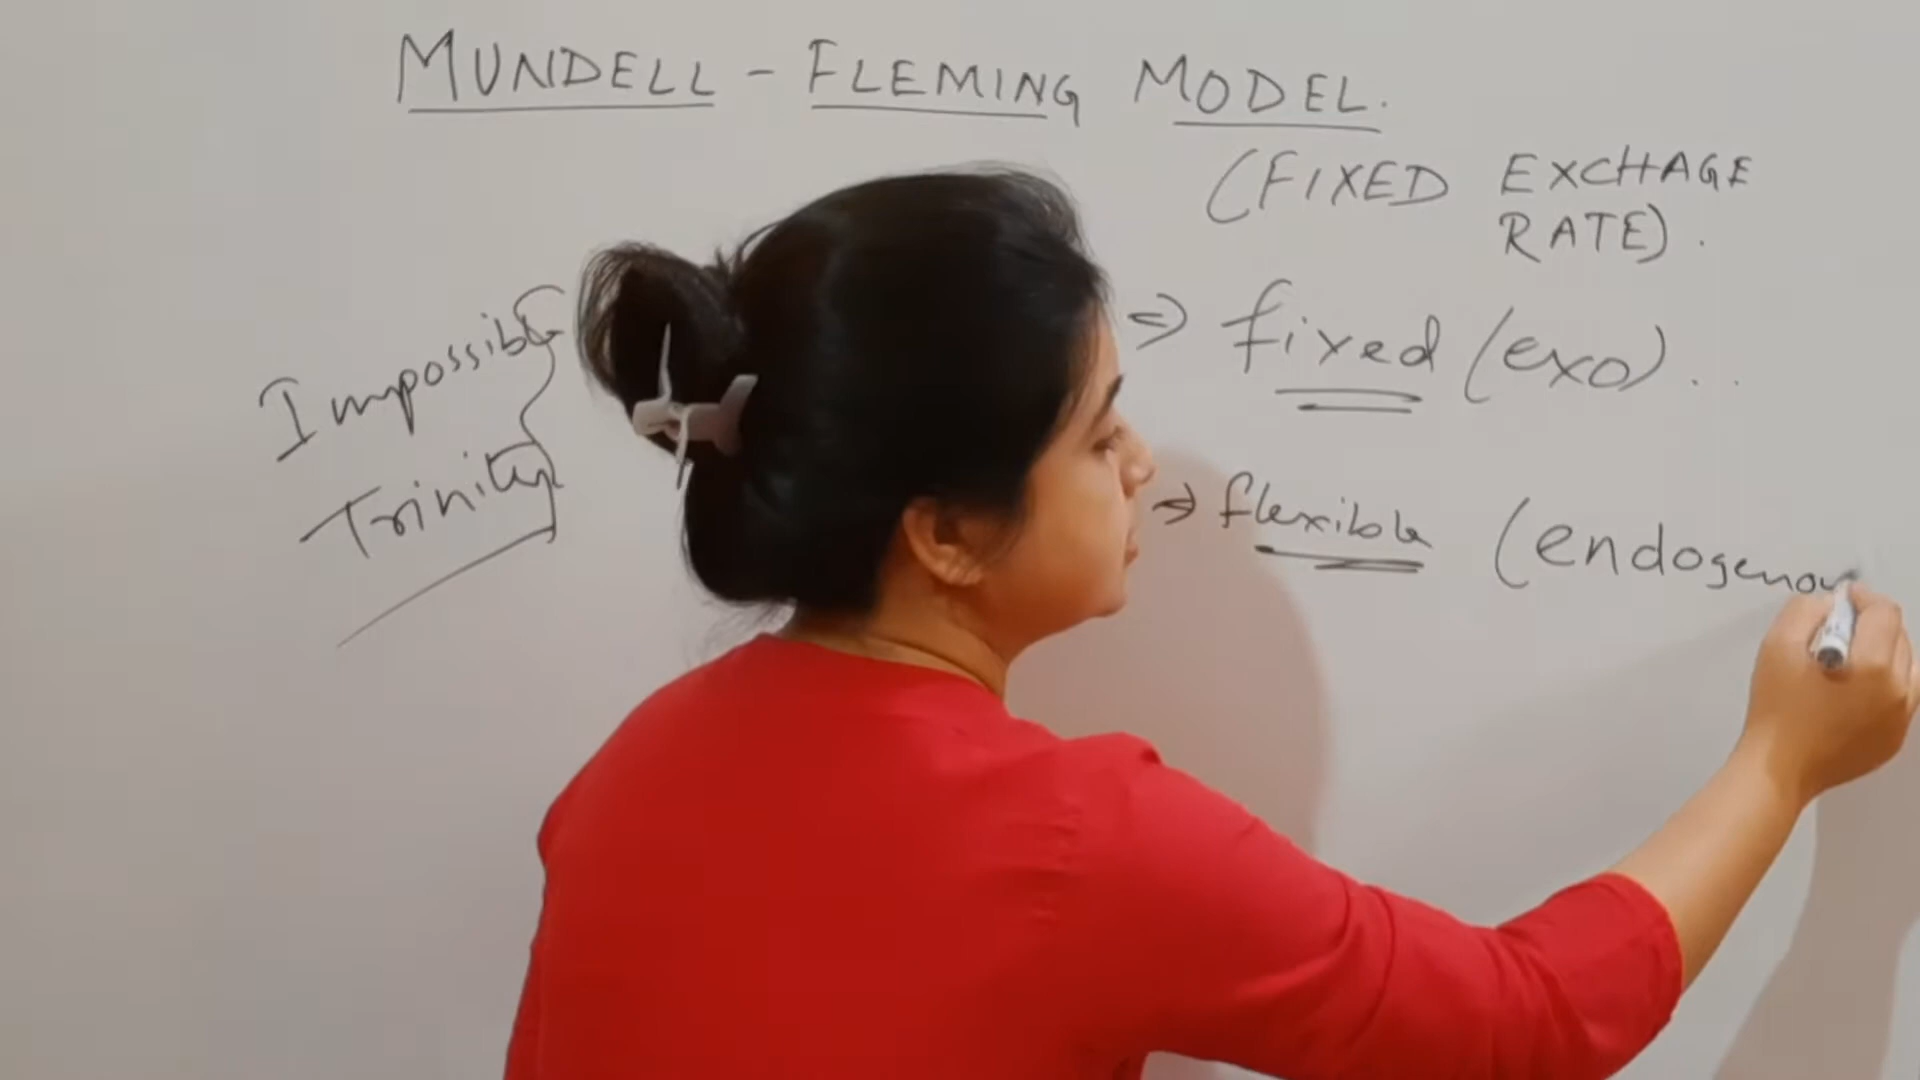 MUNDELL - FLEMING MODEL.
(FIXED EXCHAGE
RATE).
Impossible
Trinity
⇒ fixed (exo)...
⇒ flexible (endogenou